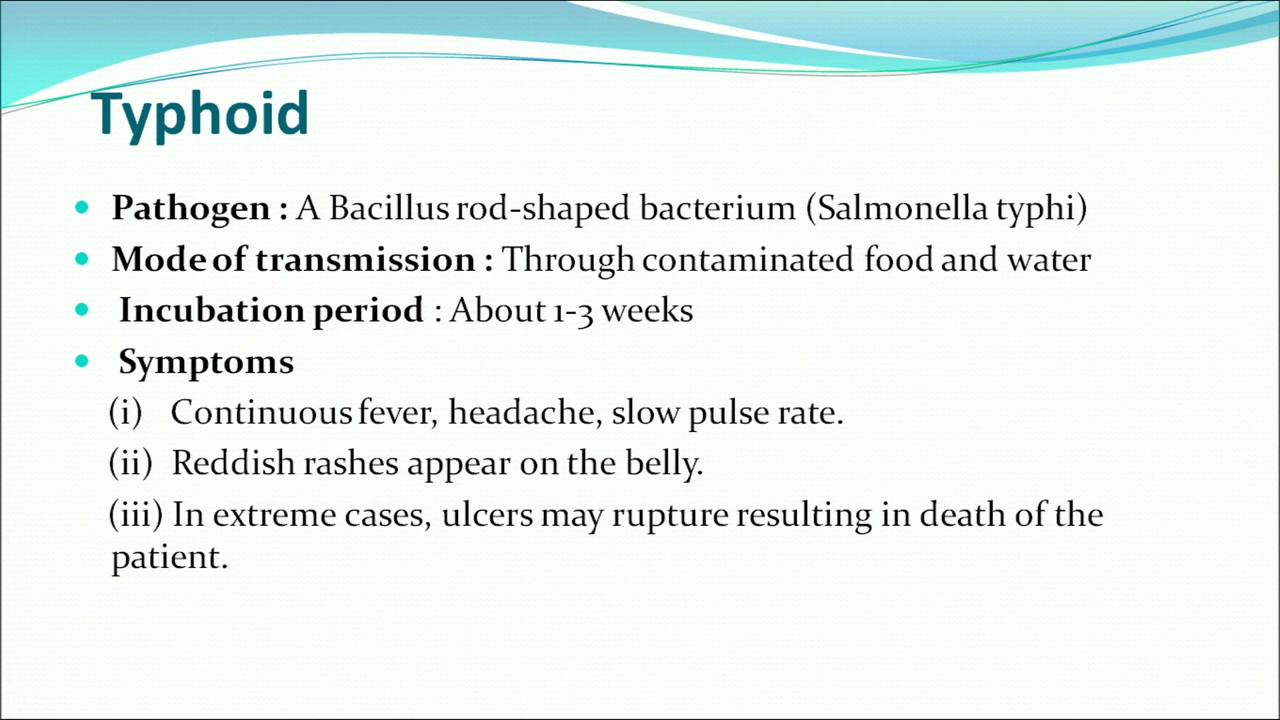 Typhoid
• Pathogen : A Bacillus rod-shaped bacterium (Salmonella typhi)
• Mode of transmission : Through contaminated food and water
• Incubation period : About 1-3 weeks
• Symptoms
(i) Continuous fever, headache, slow pulse rate.
(ii) Reddish rashes appear on the belly.
(iii) In extreme cases, ulcers may rupture resulting in death of the
patient.